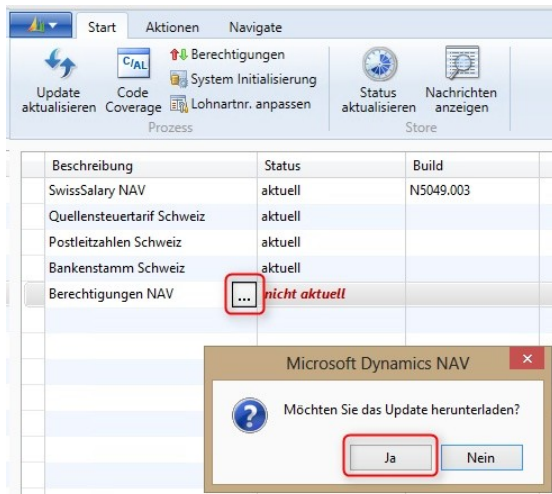 Start Aktionen Navigate
Update aktualisieren
C/AL
Code Coverage
Berechtigungen
System Initialisierung
Lohnartnr. anpassen
Prozess
Status aktualisieren
Nachrichten anzeigen
Store
Beschreibung Status Build
SwissSalary NAV aktuell N5049.003
Quellensteuertarif Schweiz aktuell
Postleitzahlen Schweiz aktuell
Bankenstamm Schweiz aktuell
Berechtigungen NAV ... nicht aktuell
Microsoft Dynamics NAV
Möchten Sie das Update herunterladen?
Ja Nein